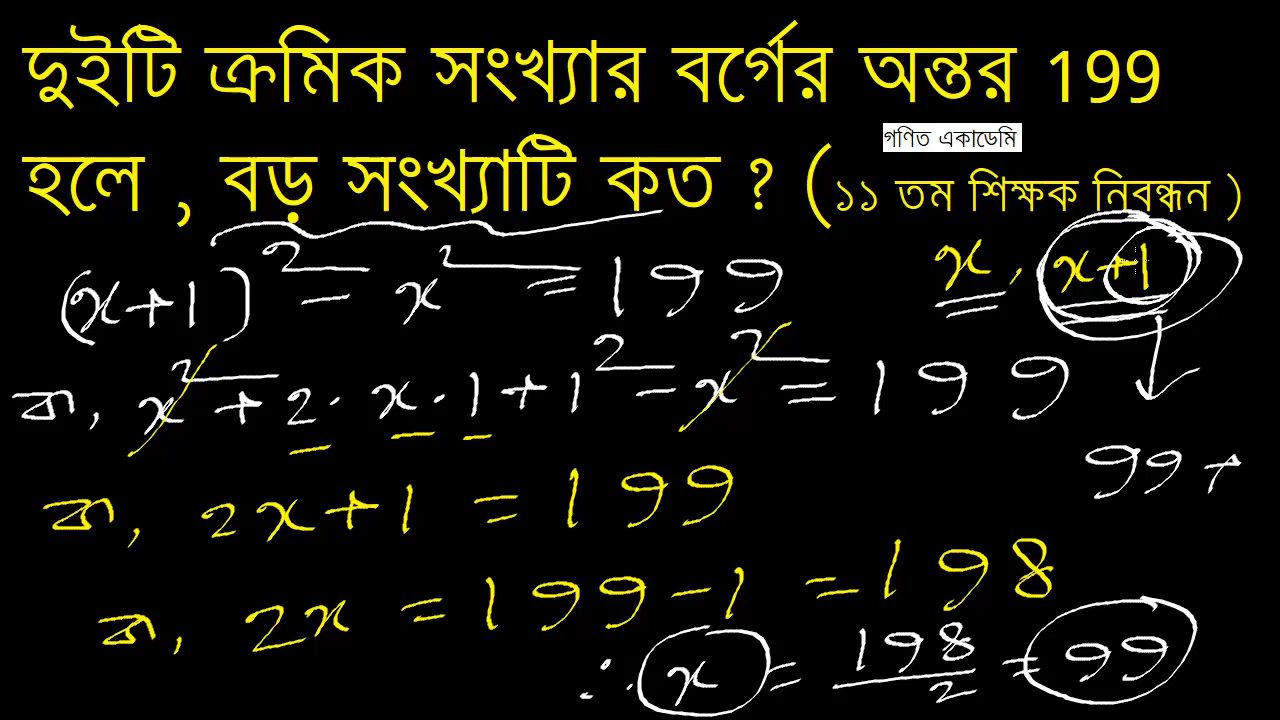 দুইটি ক্রমিক সংখ্যার বর্গের অন্তর 199
হলে , বড় সংখ্যাটি কত ? (১১ তম শিক্ষক নিবন্ধন )
গণিত একাডেমি
x , x+1
(x+1)² - x² = 199
বা, x² + 2 · x · 1 + 1² - x² = 199
99 +
বা, 2x + 1 = 199
বা, 2x = 199 - 1 = 198
∴ x = 198/2 = 99